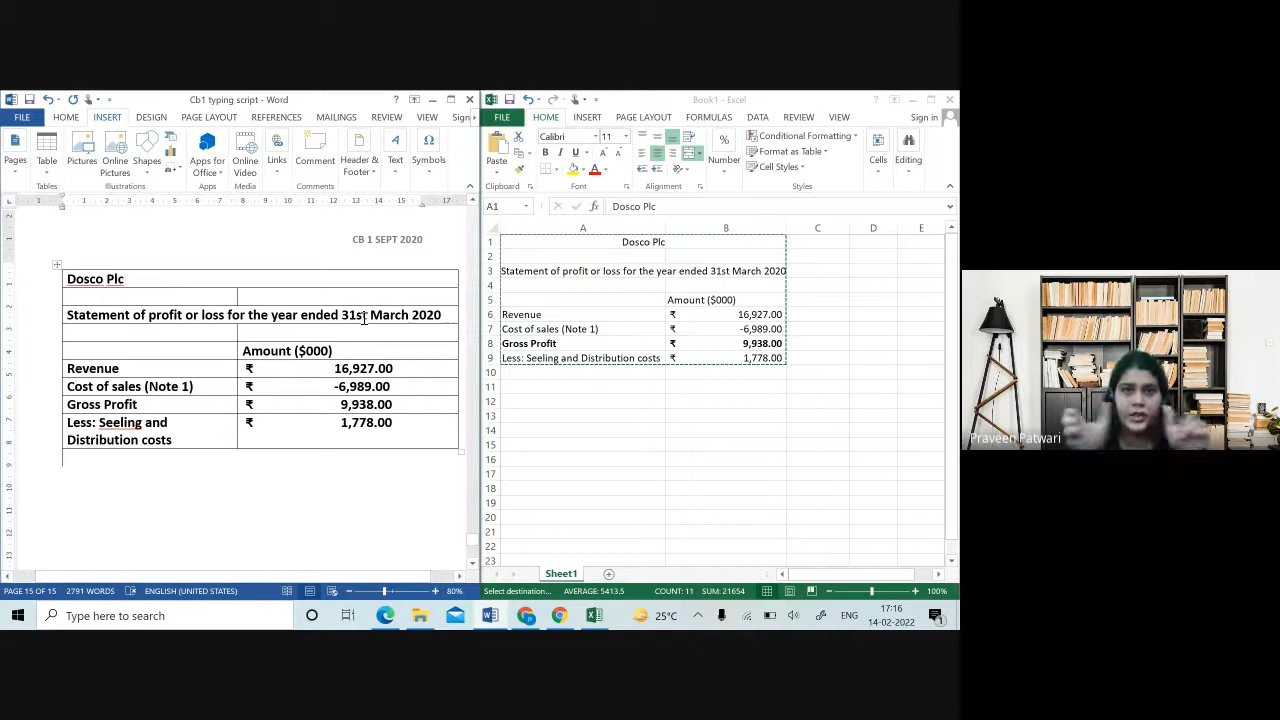 Cb1 typing script - Word
FILE HOME INSERT DESIGN PAGE LAYOUT REFERENCES MAILINGS REVIEW VIEW Sign
Pages Table Pictures Online Pictures Shapes Apps for Office Online Video Links Comment Header & Footer Text Symbols
Tables Illustrations Apps Media Comments
CB 1 SEPT 2020
Dosco Plc
Statement of profit or loss for the year ended 31st March 2020
Amount ($000)
Revenue ₹ 16,927.00
Cost of sales (Note 1) ₹ -6,989.00
Gross Profit ₹ 9,938.00
Less: Seeling and ₹ 1,778.00
Distribution costs
PAGE 15 OF 15 2791 WORDS ENGLISH (UNITED STATES) 80%
Book1 - Excel
FILE HOME INSERT PAGE LAYOUT FORMULAS DATA REVIEW VIEW Sign in
Paste Calibri 11 B I U A A Number Conditional Formatting Format as Table Cell Styles Cells Editing
Clipboard Font Alignment Styles
A1 fx Dosco Plc
A B C D E
1 Dosco Plc
2
3 Statement of profit or loss for the year ended 31st March 2020
4
5 Amount ($000)
6 Revenue ₹ 16,927.00
7 Cost of sales (Note 1) ₹ -6,989.00
8 Gross Profit ₹ 9,938.00
9 Less: Seeling and Distribution costs ₹ 1,778.00
10
11
12
13
14
15
16
17
18
19
20
21
22
23
Sheet1
Select destination... AVERAGE: 5413.5 COUNT: 11 SUM: 21654 100%
Type here to search 25°C ENG 17:16 14-02-2022
Praveen Patwari